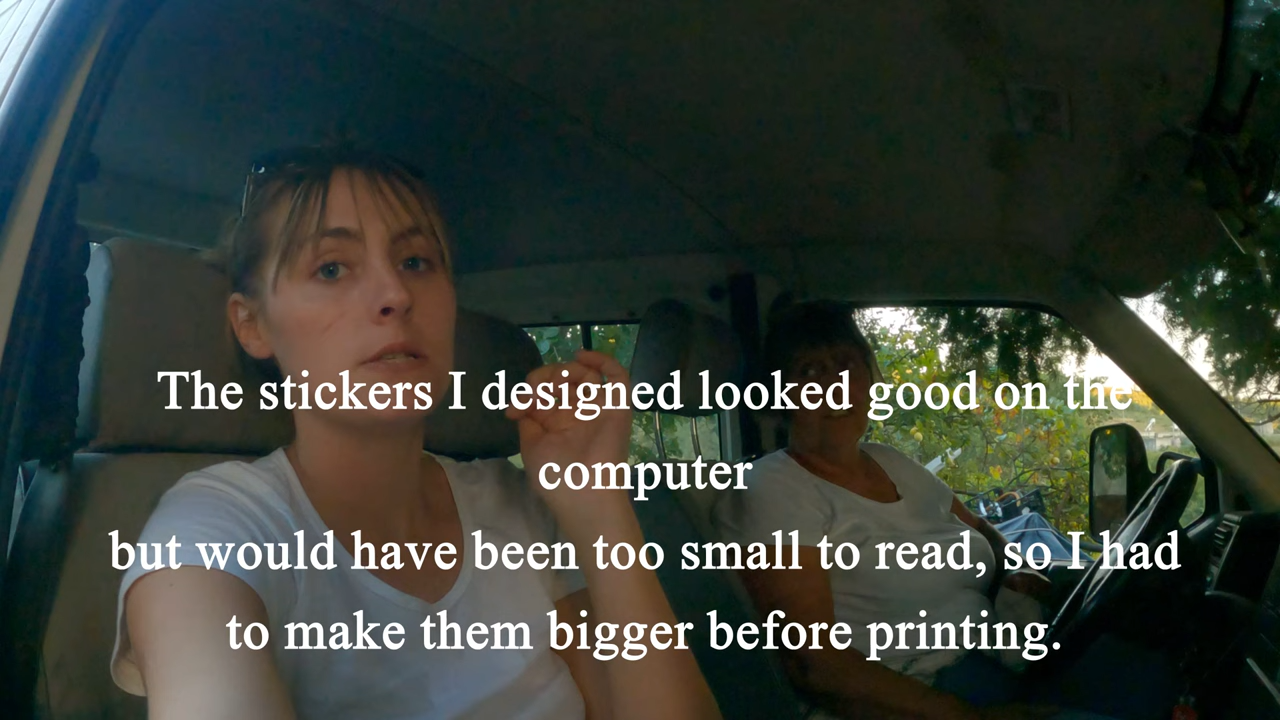 The stickers I designed looked good on the
computer
but would have been too small to read, so I had
to make them bigger before printing.